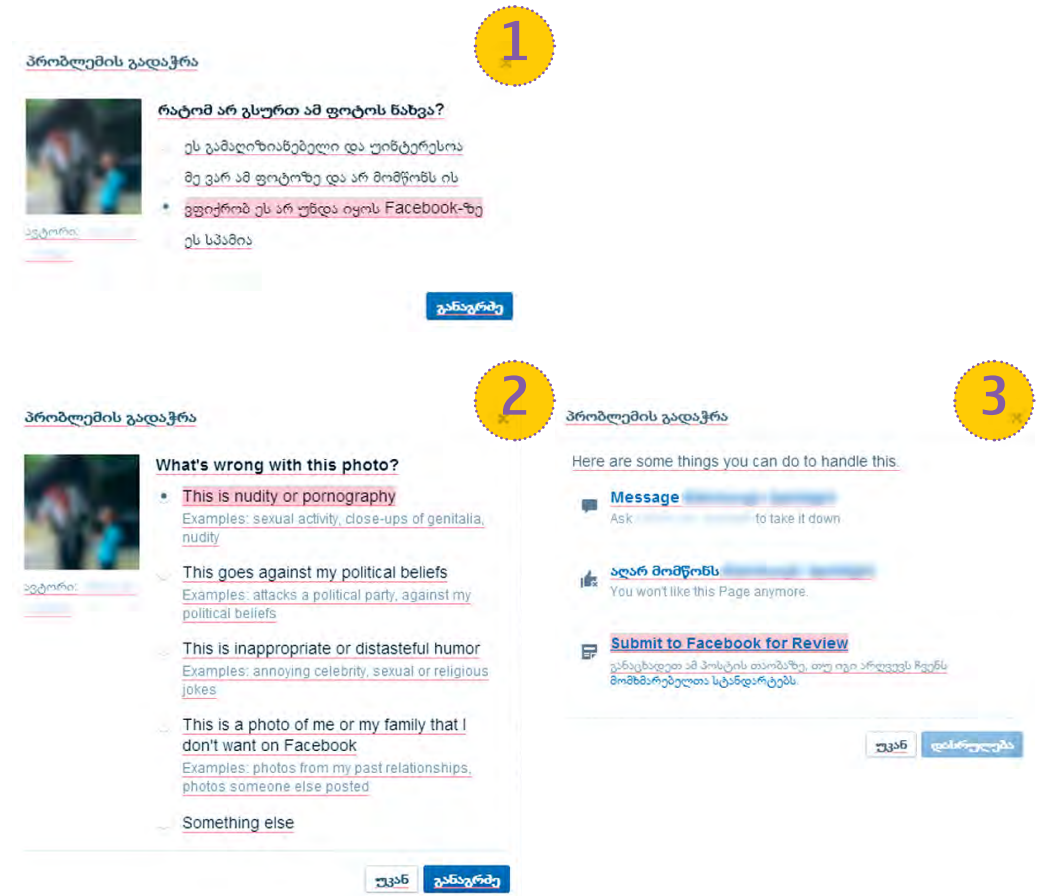 1
პრობლემის გადაჭრა
რატომ არ გსურთ ამ ფოტოს ნახვა?
ეს გამაღიზიანებელი და უინტერესოა
მე ვარ ამ ფოტოზე და არ მომწონს ის
ვფიქრობ ეს არ უნდა იყოს Facebook-ზე
ეს სპამია
ავტორი:
განაგრძე
2
პრობლემის გადაჭრა
What's wrong with this photo?
This is nudity or pornography
Examples: sexual activity, close-ups of genitalia,
nudity
This goes against my political beliefs
Examples: attacks a political party, against my
political beliefs
This is inappropriate or distasteful humor
Examples: annoying celebrity, sexual or religious
jokes
This is a photo of me or my family that I
don't want on Facebook
Examples: photos from my past relationships,
photos someone else posted
Something else
ავტორი:
უკან
განაგრძე
3
პრობლემის გადაჭრა
Here are some things you can do to handle this.
Message
Ask to take it down
აღარ მომწონს
You won't like this Page anymore.
Submit to Facebook for Review
განაცხადეთ ამ პოსტის თაობაზე, თუ იგი არღვევს ჩვენს
მომხმარებელთა სტანდარტებს
უკან
დასრულება